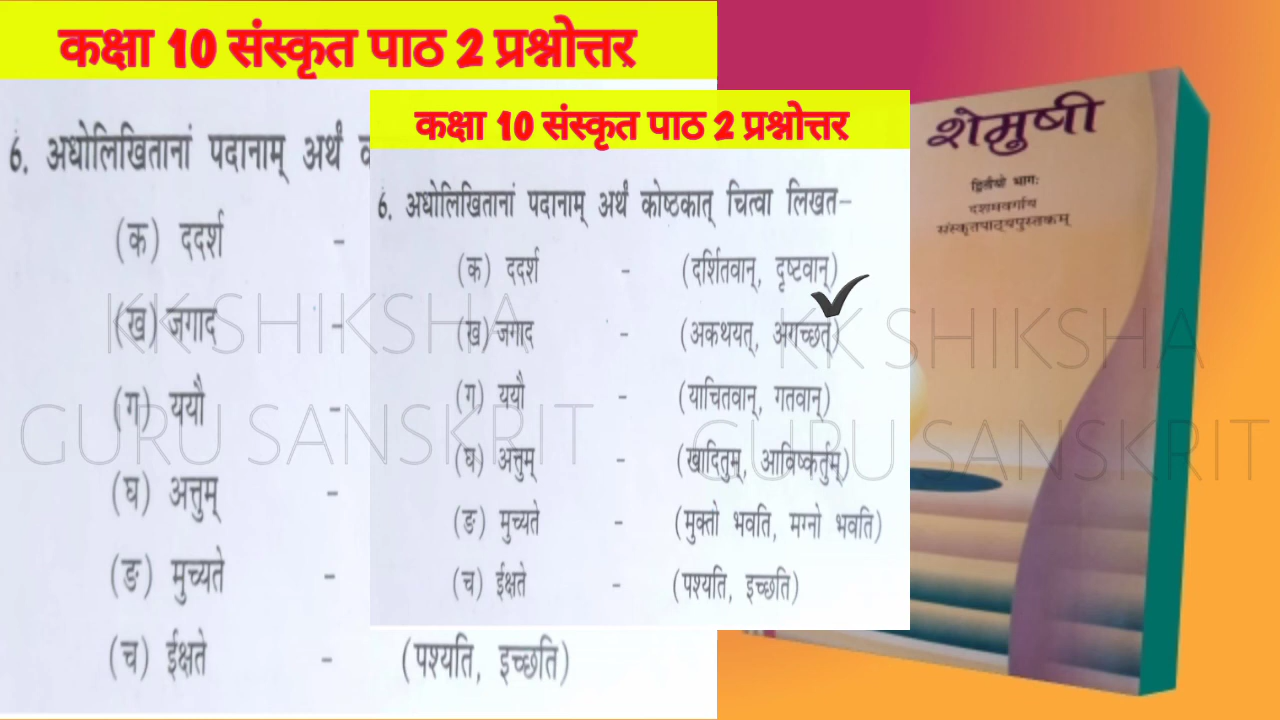 कक्षा 10 संस्कृत पाठ 2 प्रश्नोत्तर
6. अधोलिखितानां पदानाम् अर्थं
(क) ददर्श -
(ख) जगाद -
(ग) ययौ -
(घ) अत्तुम् -
(ङ) मुच्यते -
(च) ईक्षते - (पश्यति, इच्छति)
कक्षा 10 संस्कृत पाठ 2 प्रश्नोत्तर
6. अधोलिखितानां पदानाम् अर्थं कोष्ठकात् चित्वा लिखत-
(क) ददर्श - (दर्शितवान्, दृष्टवान्)
(ख) जगाद - (अकथयत्, अगच्छत्)
(ग) ययौ - (याचितवान्, गतवान्)
(घ) अत्तुम् - (खादितुम्, आविष्कर्तुम्)
(ङ) मुच्यते - (मुक्तो भवति, मग्नो भवति)
(च) ईक्षते - (पश्यति, इच्छति)
शेमुषी
द्वितीयो भागः
दशमवर्गाय
संस्कृतपाठ्यपुस्तकम्
KK SHIKSHA
GURU SANSKRIT
KK SHIKSHA
GURU SANSKRIT